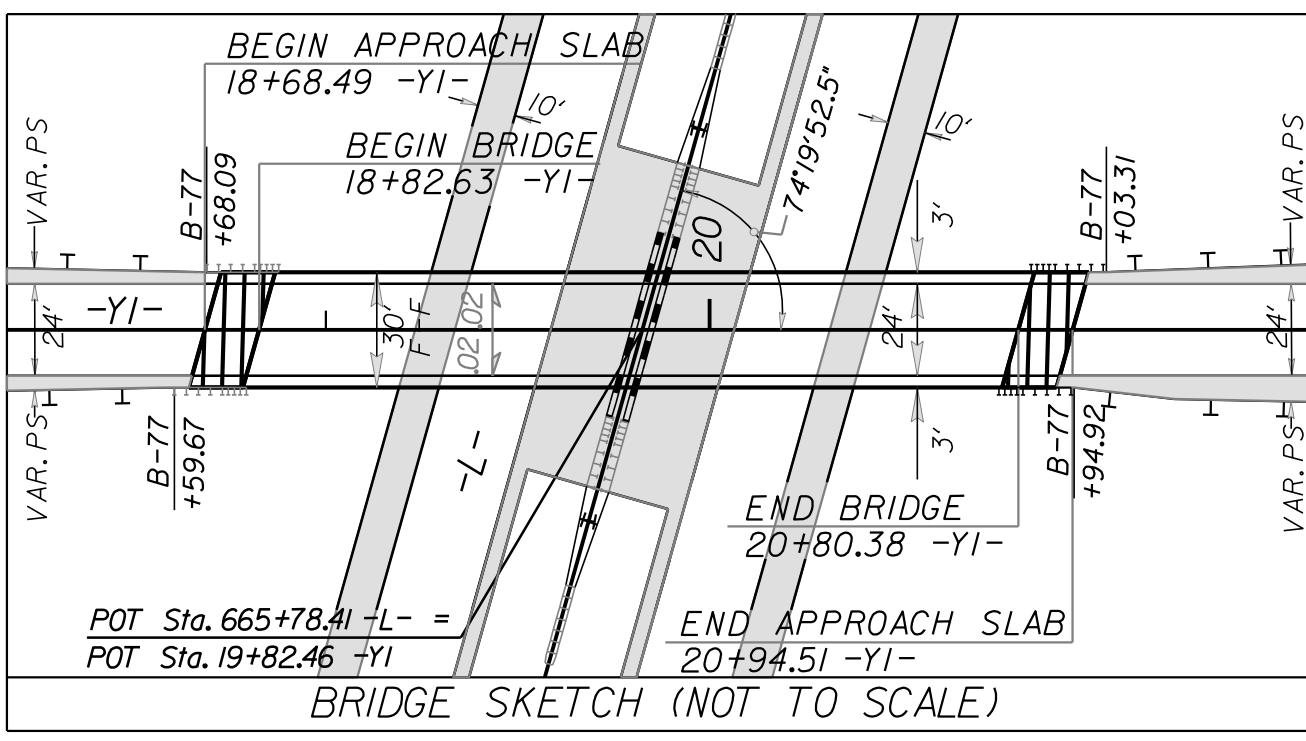 BEGIN APPROACH SLAB
18+68.49 -Y1-
10'
10'
74°19'52.5"
BEGIN BRIDGE
18+82.63 -Y1-
VAR. PS
B-77
+68.09
3'
B-77
+03.31
VAR. PS
20
-Y1-
24'
30'
F F
.02 .02
24'
24'
VAR. PS
B-77
+59.67
-L-
3'
B-77
+94.92
VAR. PS
END BRIDGE
20+80.38 -Y1-
POT Sta. 665+78.41 -L- =
POT Sta. 19+82.46 -Y1
END APPROACH SLAB
20+94.51 -Y1-
BRIDGE SKETCH (NOT TO SCALE)